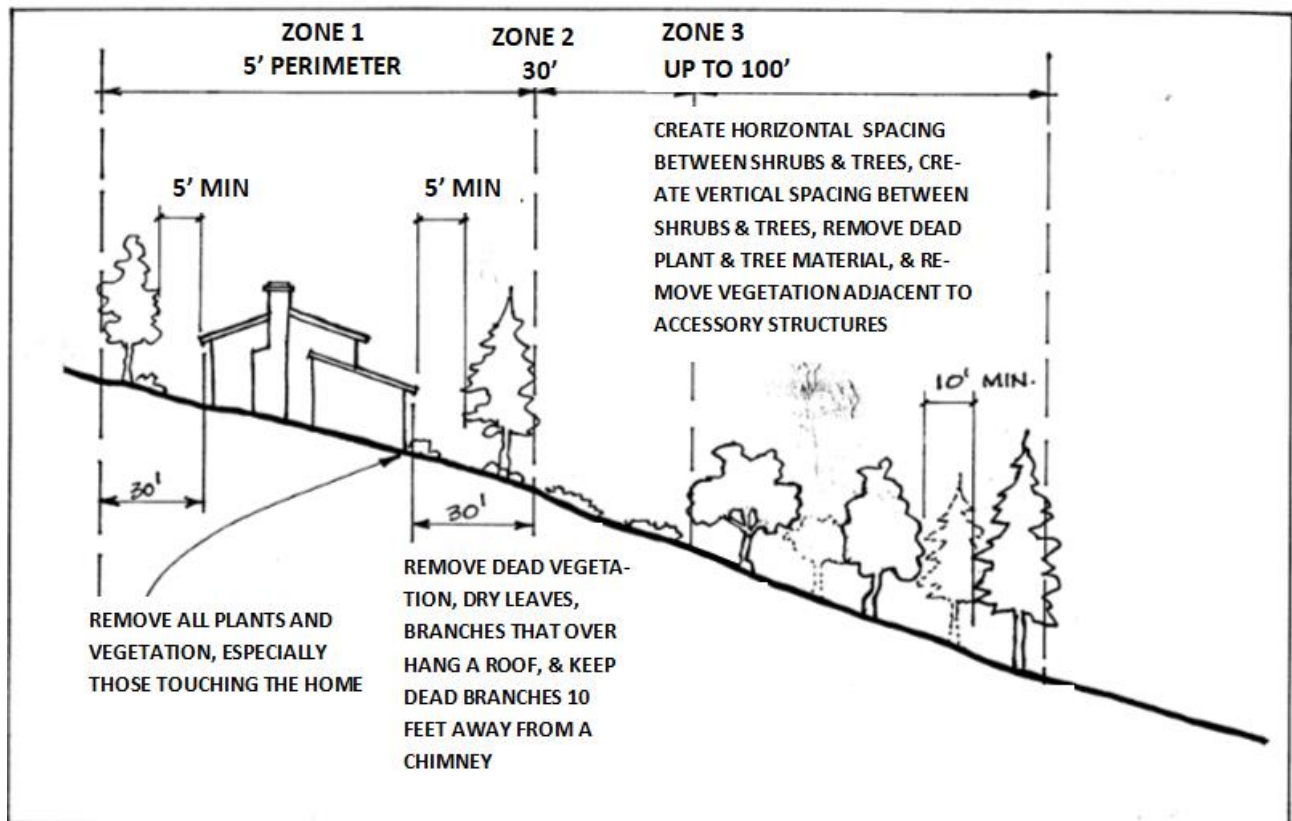 ZONE 1
5' PERIMETER
ZONE 2
30'
ZONE 3
UP TO 100'
CREATE HORIZONTAL SPACING
BETWEEN SHRUBS & TREES, CRE-
ATE VERTICAL SPACING BETWEEN
SHRUBS & TREES, REMOVE DEAD
PLANT & TREE MATERIAL, & RE-
MOVE VEGETATION ADJACENT TO
ACCESSORY STRUCTURES
5' MIN
5' MIN
10' MIN.
30'
30'
REMOVE ALL PLANTS AND
VEGETATION, ESPECIALLY
THOSE TOUCHING THE HOME
REMOVE DEAD VEGETA-
TION, DRY LEAVES,
BRANCHES THAT OVER
HANG A ROOF, & KEEP
DEAD BRANCHES 10
FEET AWAY FROM A
CHIMNEY